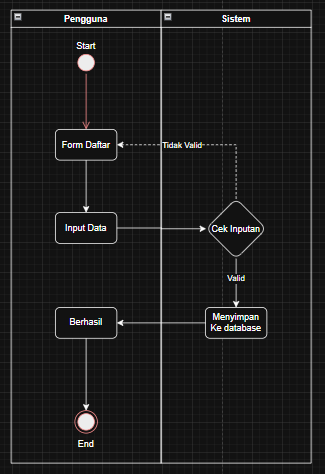 Pengguna
Sistem
Start
Form Daftar
Tidak Valid
Input Data
Cek Inputan
Valid
Berhasil
Menyimpan
Ke database
End